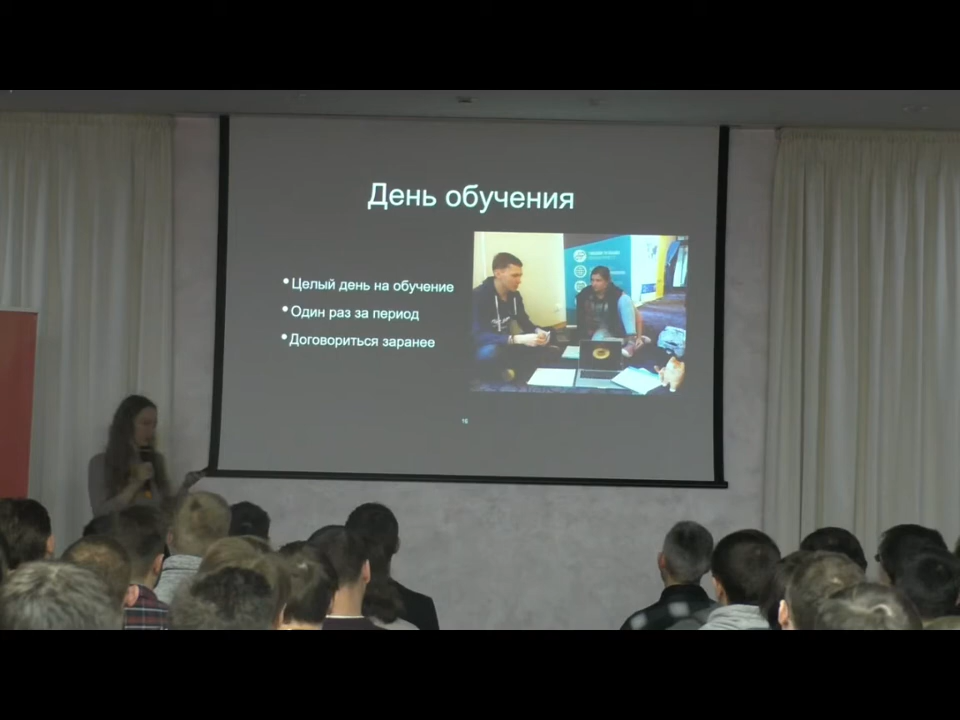 День обучения
•Целый день на обучение
•Один раз за период
•Договориться заранее